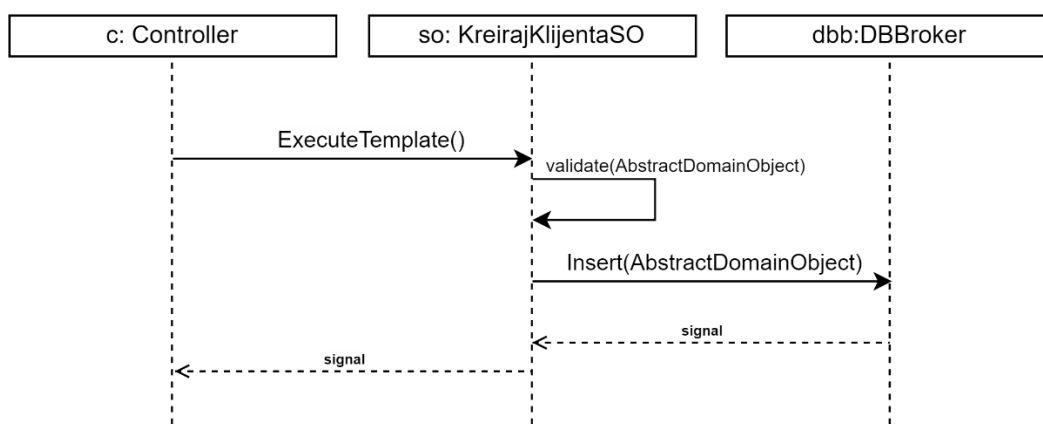 c: Controller
so: KreirajKlijentaSO
dbb:DBBroker
ExecuteTemplate()
validate(AbstractDomainObject)
Insert(AbstractDomainObject)
signal
signal